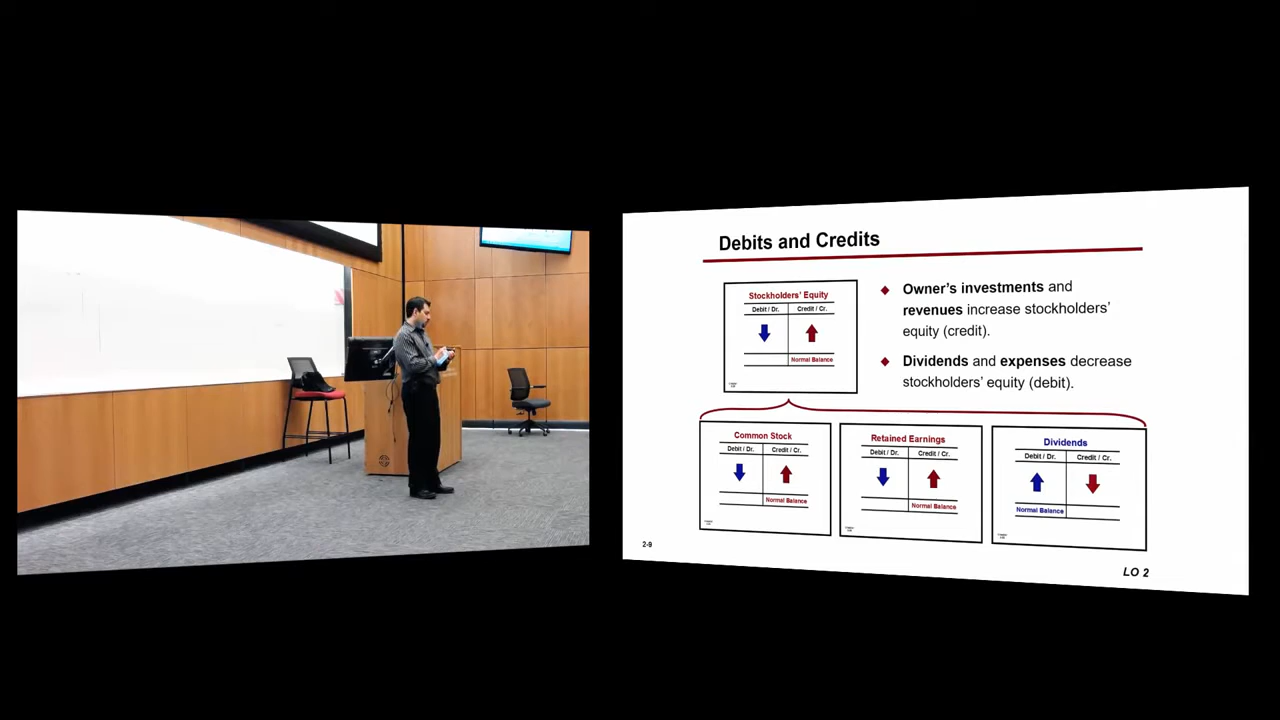 Debits and Credits
Stockholders' Equity
Debit / Dr.
Credit / Cr.
Normal Balance
◆ Owner's investments and
revenues increase stockholders'
equity (credit).
◆ Dividends and expenses decrease
stockholders' equity (debit).
Common Stock
Debit / Dr.
Credit / Cr.
Normal Balance
Retained Earnings
Debit / Dr.
Credit / Cr.
Normal Balance
Dividends
Debit / Dr.
Credit / Cr.
Normal Balance
2-9
LO 2